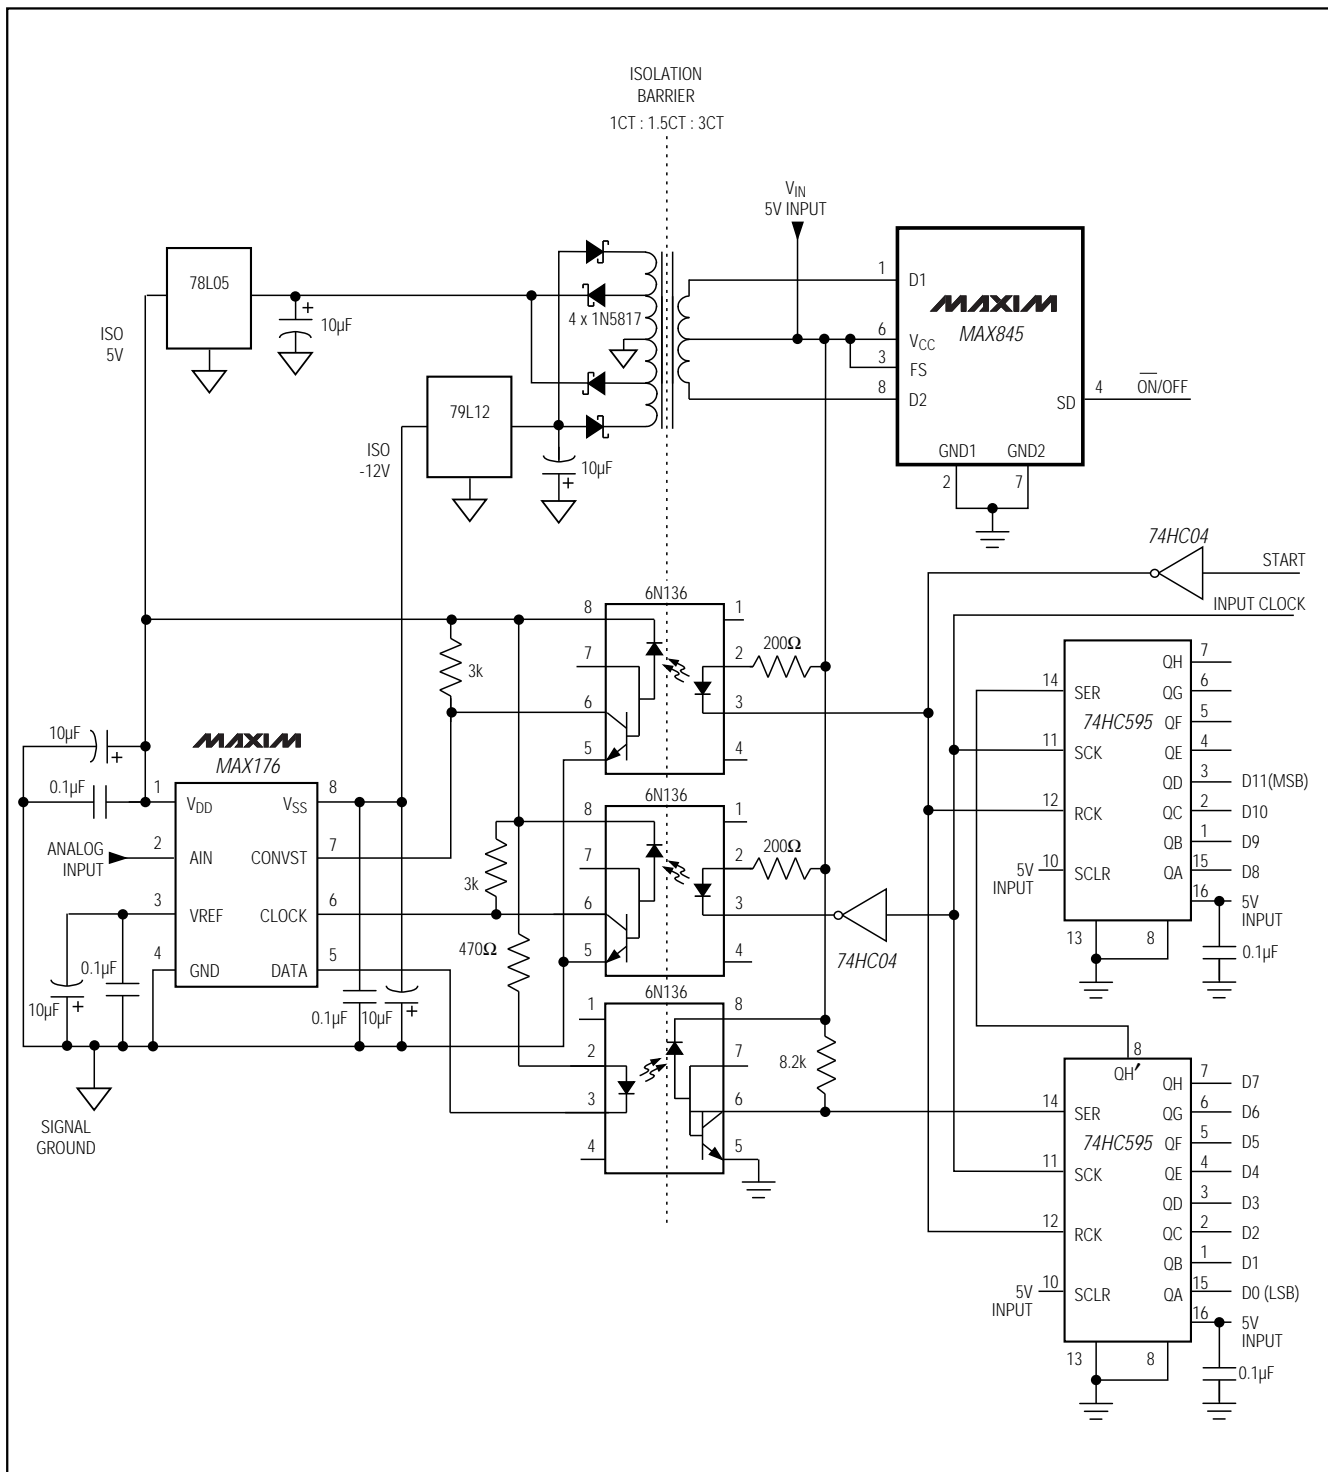 ISOLATION
BARRIER
1CT : 1.5CT : 3CT
VIN
5V INPUT
78L05
ISO
5V
10µF
+
4 x 1N5817
79L12
ISO
-12V
10µF
+
1
D1
MAXIM
MAX845
6
VCC
3
FS
8
D2
SD
4
ON/OFF
GND1
GND2
2
7
74HC04
START
INPUT CLOCK
6N136
8
7
6
5
1
2
3
4
200Ω
3k
10µF
+
0.1µF
MAXIM
MAX176
1
VDD
VSS
8
ANALOG
INPUT
2
AIN
CONVST
7
3
VREF
CLOCK
6
4
GND
DATA
5
10µF
+
0.1µF
0.1µF
10µF
+
SIGNAL
GROUND
6N136
8
7
6
5
1
2
3
4
200Ω
3k
470Ω
74HC04
6N136
1
2
3
4
8
7
6
5
8.2k
74HC595
14
SER
11
SCK
12
RCK
5V
INPUT
10
SCLR
QH
7
QG
6
QF
5
QE
4
QD
3
D11(MSB)
QC
2
D10
QB
1
D9
QA
15
D8
16
5V
INPUT
13
8
0.1µF
8
QH′
74HC595
14
SER
11
SCK
12
RCK
5V
INPUT
10
SCLR
QH
7
D7
QG
6
D6
QF
5
D5
QE
4
D4
QD
3
D3
QC
2
D2
QB
1
D1
QA
15
D0 (LSB)
16
5V
INPUT
13
8
0.1µF